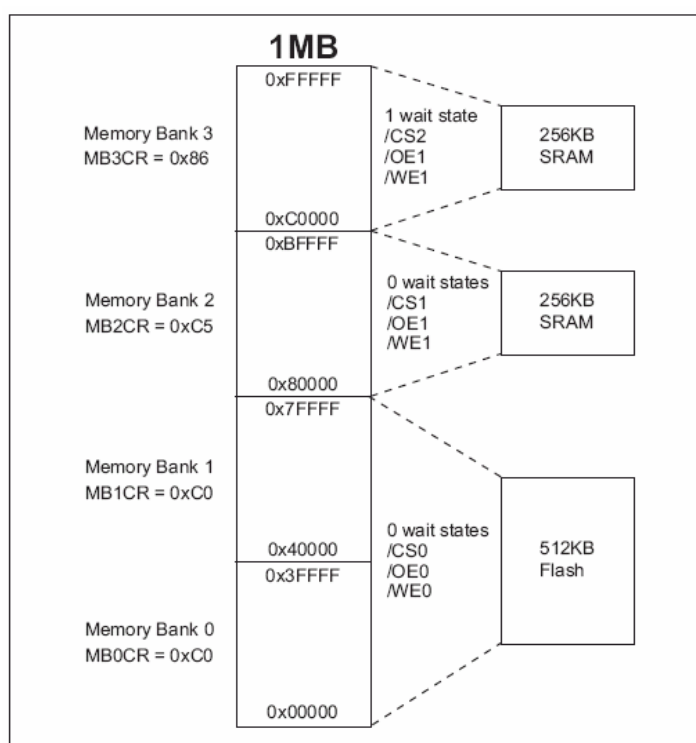 1MB
0xFFFFF
Memory Bank 3
MB3CR = 0x86
1 wait state
/CS2
/OE1
/WE1
256KB
SRAM
0xC0000
0xBFFFF
Memory Bank 2
MB2CR = 0xC5
0 wait states
/CS1
/OE1
/WE1
256KB
SRAM
0x80000
0x7FFFF
Memory Bank 1
MB1CR = 0xC0
0x40000
0x3FFFF
0 wait states
/CS0
/OE0
/WE0
512KB
Flash
Memory Bank 0
MB0CR = 0xC0
0x00000